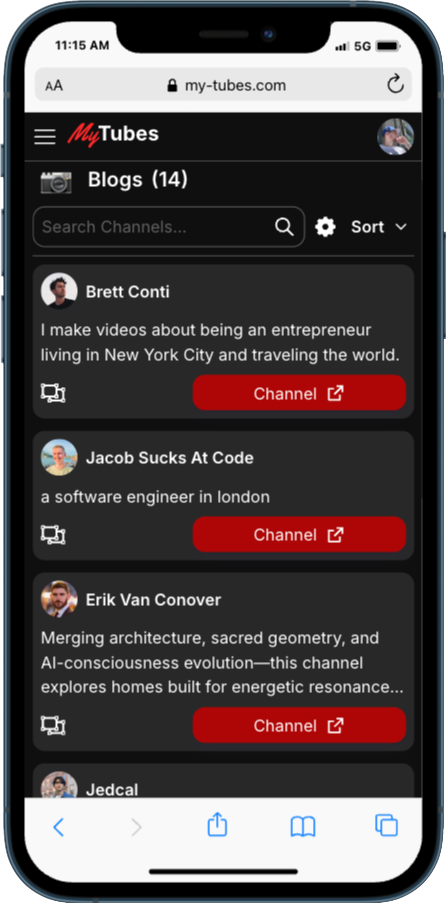 11:15 AM
5G
AA
my-tubes.com
MyTubes
Blogs (14)
Search Channels...
Sort
Brett Conti
I make videos about being an entrepreneur
living in New York City and traveling the world.
Channel
Jacob Sucks At Code
a software engineer in london
Channel
Erik Van Conover
Merging architecture, sacred geometry, and
AI-consciousness evolution—this channel
explores homes built for energetic resonance...
Channel
Jedcal